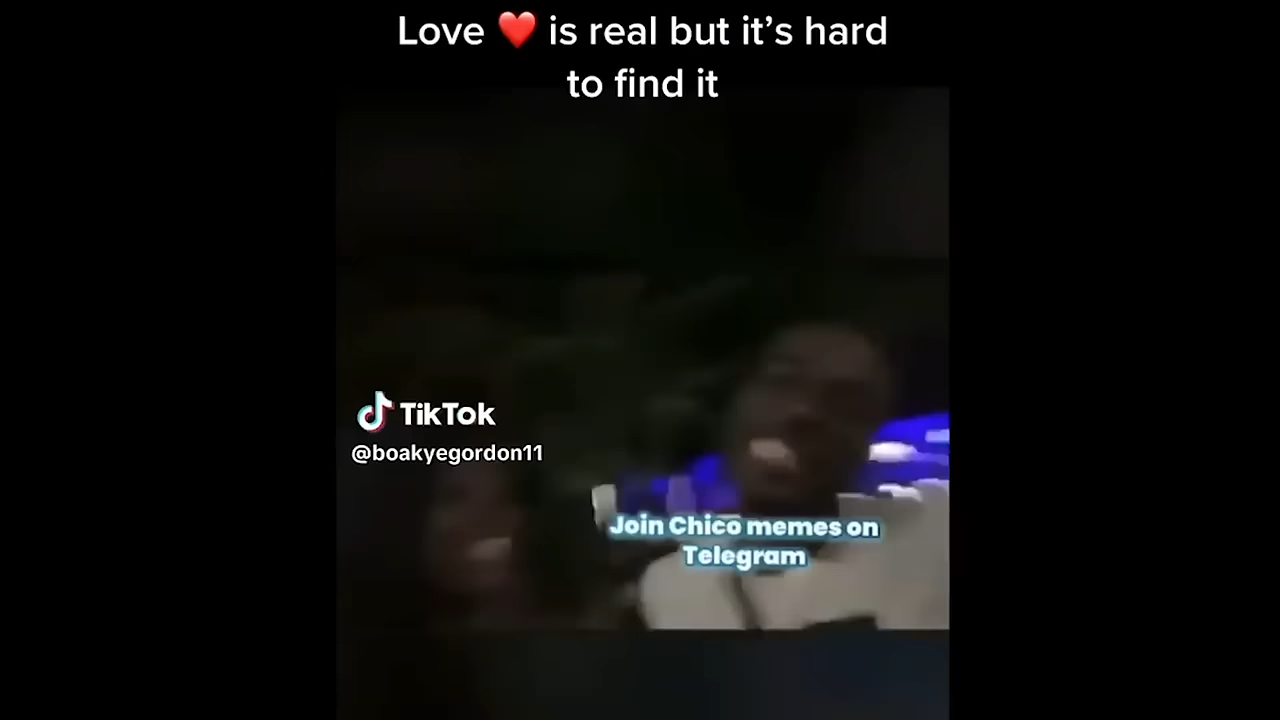 Love ❤️ is real but it’s hard
to find it
TikTok
@boakyegordon11
Join Chico memes on
Telegram